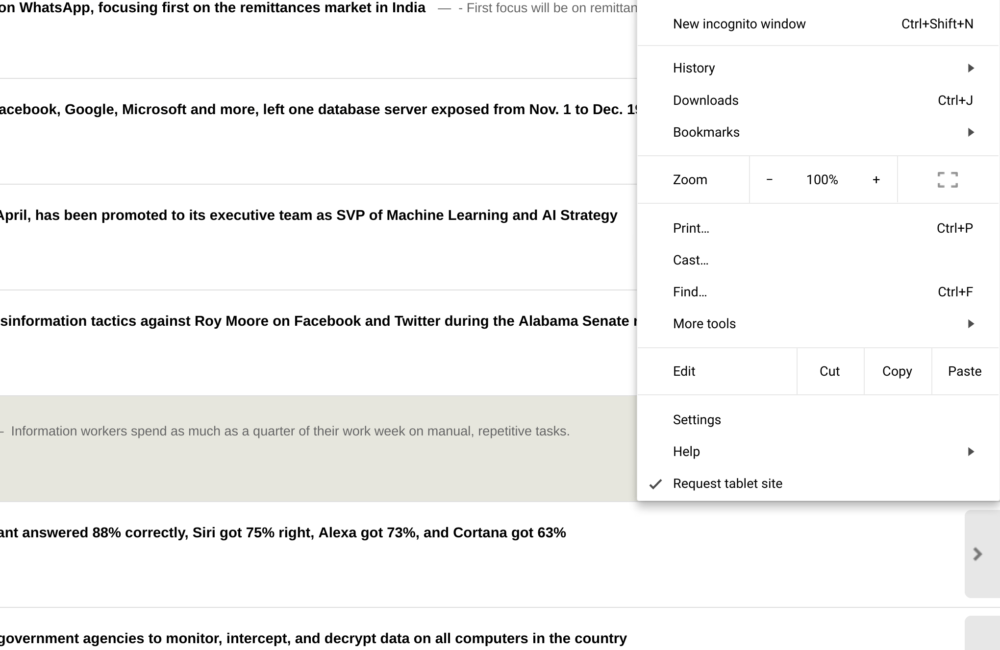 on WhatsApp, focusing first on the remittances market in India — - First focus will be on
acebook, Google, Microsoft and more, left one database server exposed from Nov. 1 to Dec.
April, has been promoted to its executive team as SVP of Machine Learning and AI Strategy
sinformation tactics against Roy Moore on Facebook and Twitter during the Alabama Senate
– Information workers spend as much as a quarter of their work week on manual, repetitive tasks.
ant answered 88% correctly, Siri got 75% right, Alexa got 73%, and Cortana got 63%
government agencies to monitor, intercept, and decrypt data on all computers in the country
New incognito window Ctrl+Shift+N
History
Downloads Ctrl+J
Bookmarks
Zoom - 100% +
Print... Ctrl+P
Cast...
Find... Ctrl+F
More tools
Edit Cut Copy Paste
Settings
Help
Request tablet site